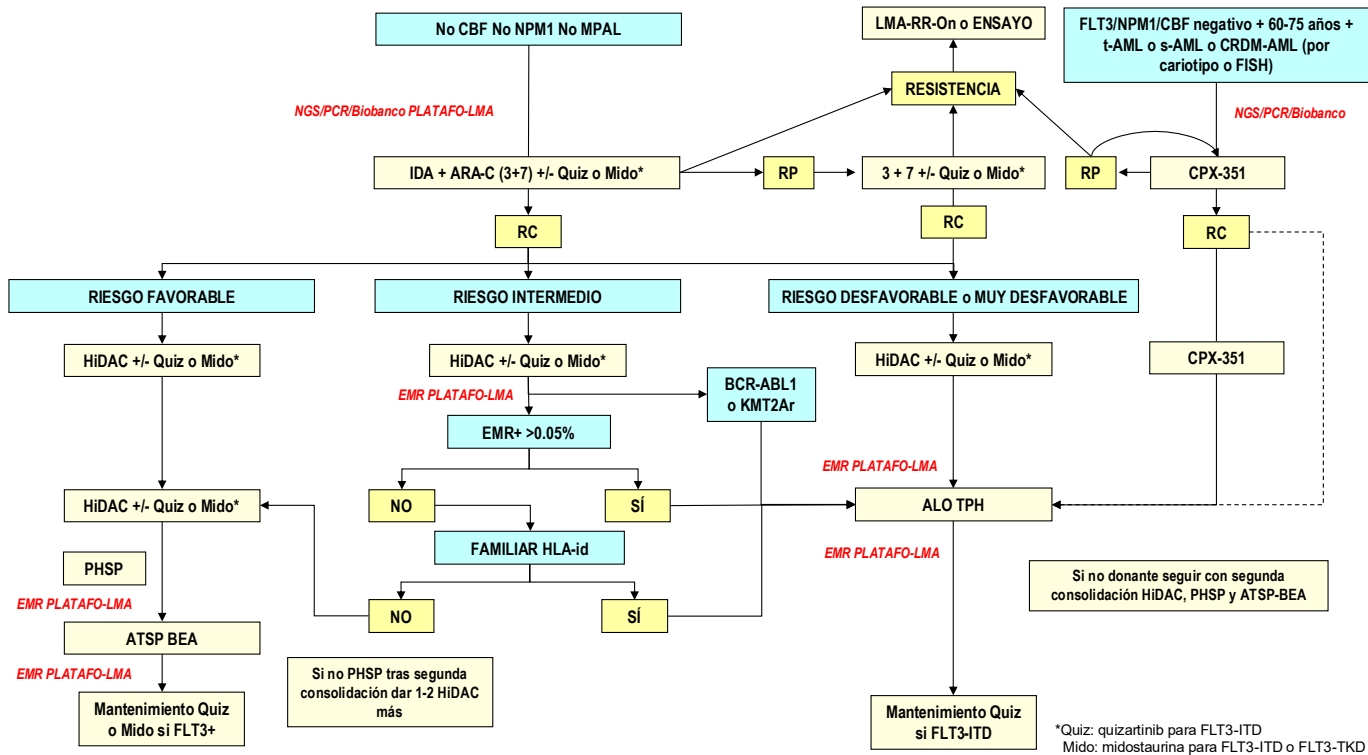 No CBF No NPM1 No MPAL
LMA-RR-On o ENSAYO
FLT3/NPM1/CBF negativo + 60-75 años +
t-AML o s-AML o CRDM-AML (por
cariotipo o FISH)
RESISTENCIA
NGS/PCR/Biobanco PLATAFO-LMA
NGS/PCR/Biobanco
IDA + ARA-C (3+7) +/- Quiz o Mido*
RP
3 + 7 +/- Quiz o Mido*
RP
CPX-351
RC
RC
RC
RIESGO FAVORABLE
RIESGO INTERMEDIO
RIESGO DESFAVORABLE o MUY DESFAVORABLE
HiDAC +/- Quiz o Mido*
HiDAC +/- Quiz o Mido*
HiDAC +/- Quiz o Mido*
CPX-351
EMR PLATAFO-LMA
BCR-ABL1
o KMT2Ar
EMR+ >0.05%
EMR PLATAFO-LMA
HiDAC +/- Quiz o Mido*
NO
SÍ
ALO TPH
FAMILIAR HLA-id
EMR PLATAFO-LMA
PHSP
EMR PLATAFO-LMA
NO
SÍ
Si no donante seguir con segunda
consolidación HiDAC, PHSP y ATSP-BEA
ATSP BEA
EMR PLATAFO-LMA
Si no PHSP tras segunda
consolidación dar 1-2 HiDAC
más
Mantenimiento Quiz
o Mido si FLT3+
Mantenimiento Quiz
si FLT3-ITD
*Quiz: quizartinib para FLT3-ITD
Mido: midostaurina para FLT3-ITD o FLT3-TKD